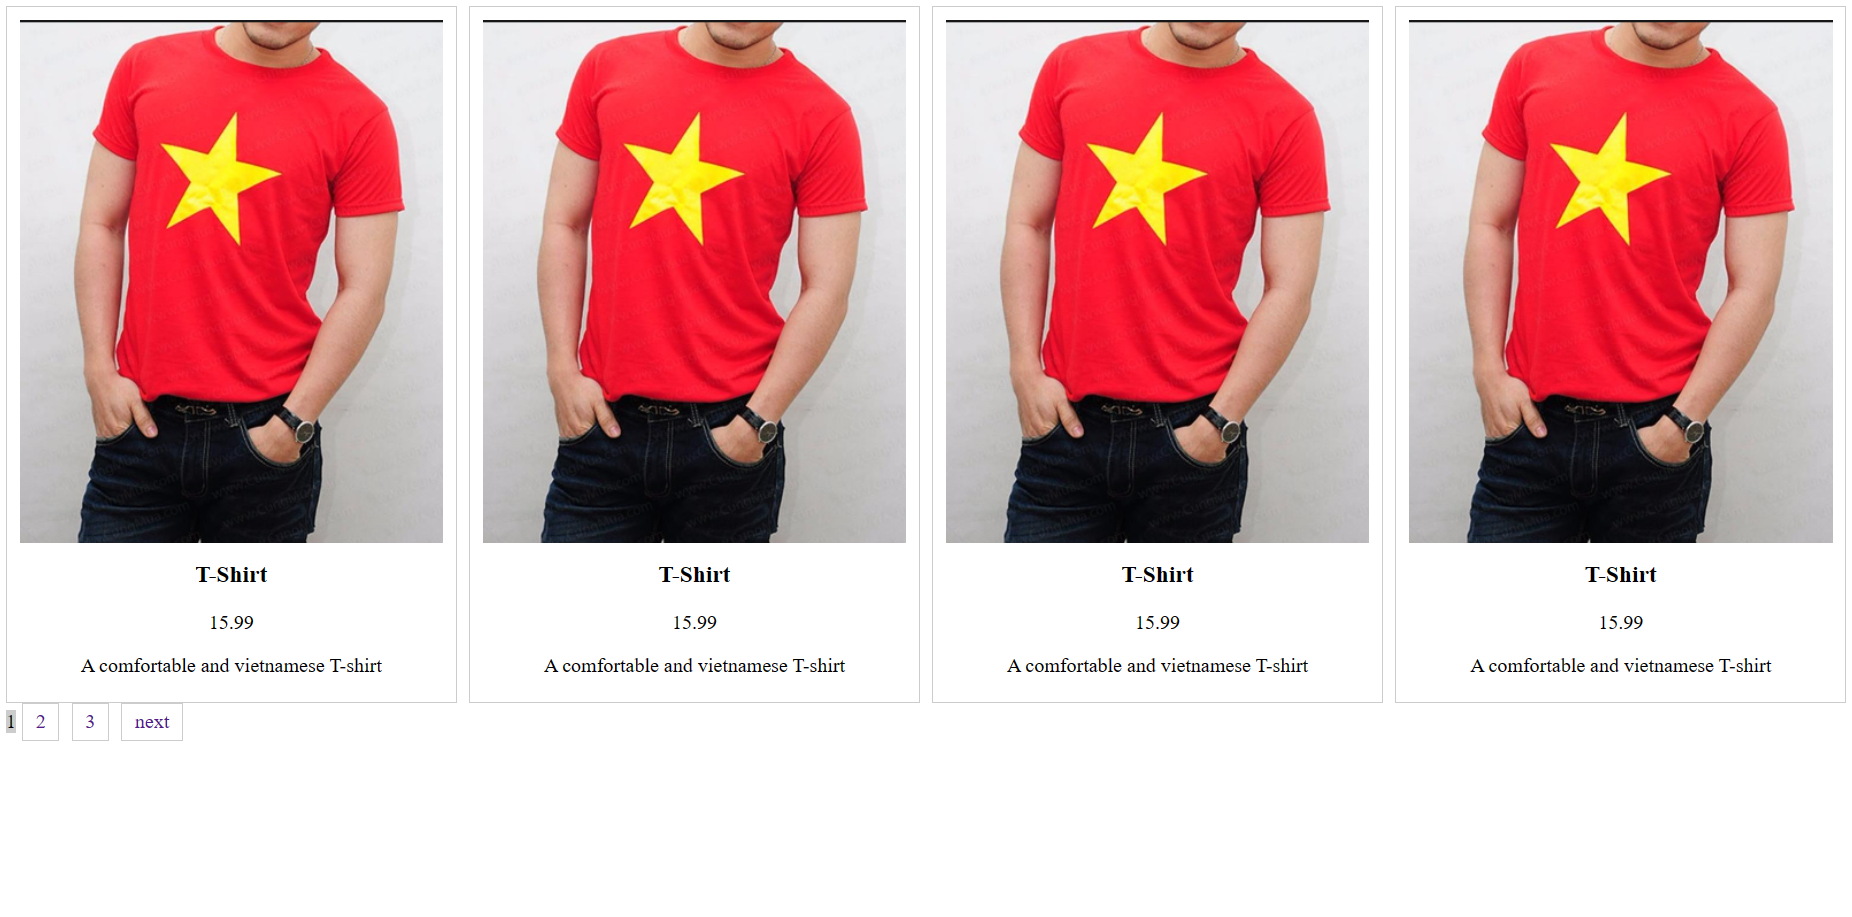 T-Shirt
15.99
A comfortable and vietnamese T-shirt
T-Shirt
15.99
A comfortable and vietnamese T-shirt
T-Shirt
15.99
A comfortable and vietnamese T-shirt
T-Shirt
15.99
A comfortable and vietnamese T-shirt
1 2 3 next